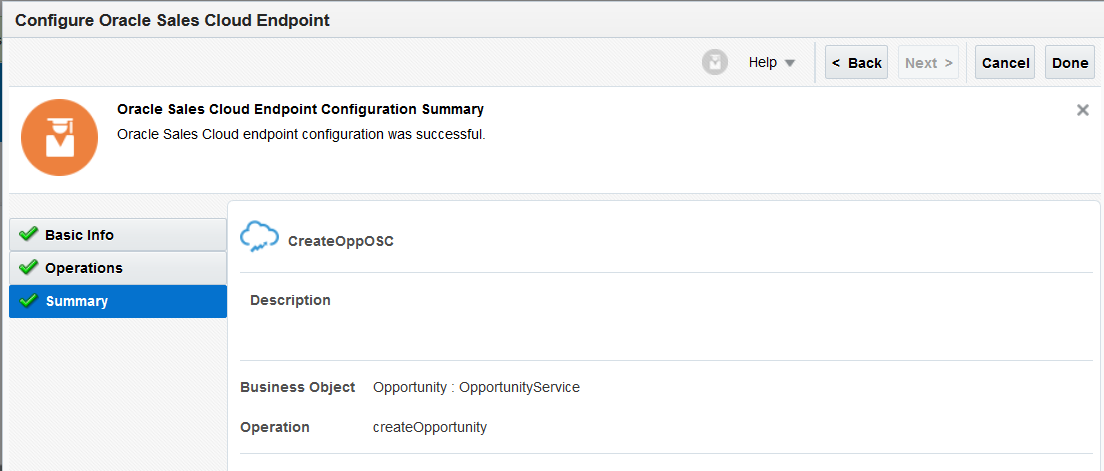 Configure Oracle Sales Cloud Endpoint
Help
< Back
Next >
Cancel
Done
Oracle Sales Cloud Endpoint Configuration Summary
Oracle Sales Cloud endpoint configuration was successful.
Basic Info
Operations
Summary
CreateOppOSC
Description
Business Object Opportunity : OpportunityService
Operation createOpportunity